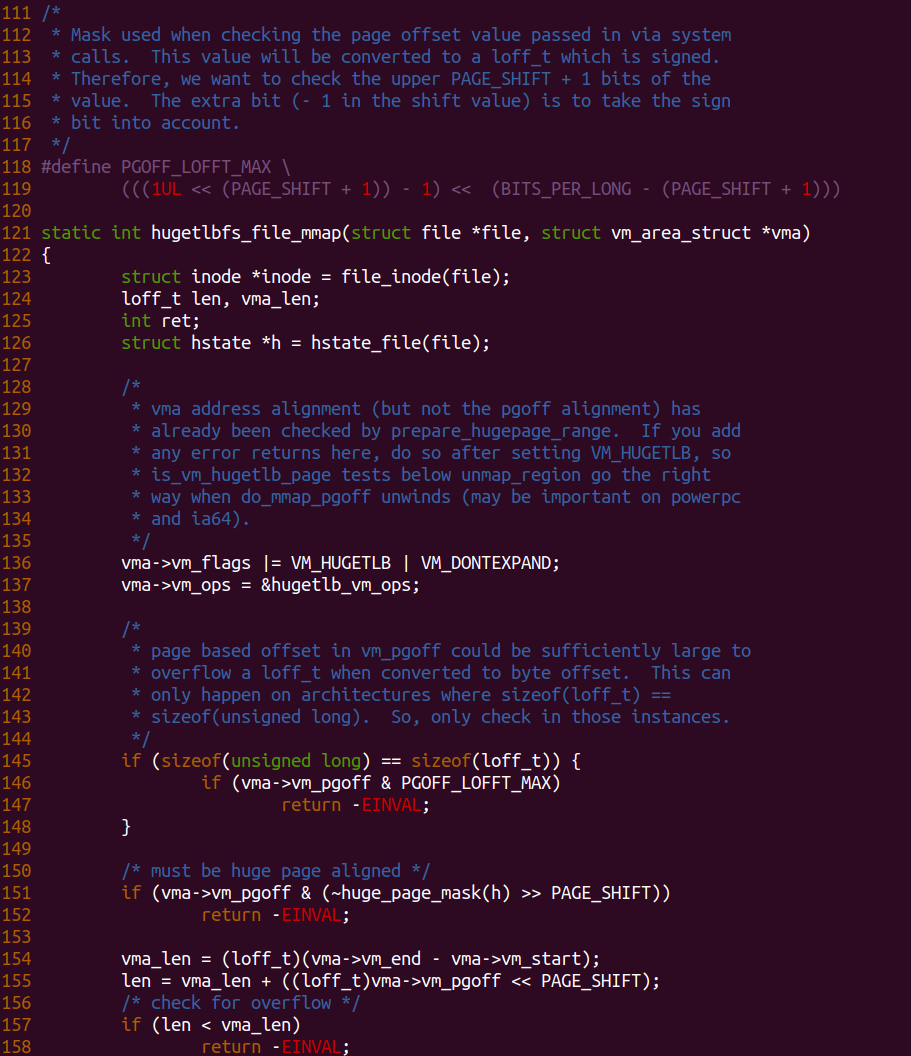 111 /*
112  * Mask used when checking the page offset value passed in via system
113  * calls.  This value will be converted to a loff_t which is signed.
114  * Therefore, we want to check the upper PAGE_SHIFT + 1 bits of the
115  * value.  The extra bit (- 1 in the shift value) is to take the sign
116  * bit into account.
117  */
118 #define PGOFF_LOFFT_MAX \
119         (((1UL << (PAGE_SHIFT + 1)) - 1) <<  (BITS_PER_LONG - (PAGE_SHIFT + 1)))
120
121 static int hugetlbfs_file_mmap(struct file *file, struct vm_area_struct *vma)
122 {
123         struct inode *inode = file_inode(file);
124         loff_t len, vma_len;
125         int ret;
126         struct hstate *h = hstate_file(file);
127
128         /*
129          * vma address alignment (but not the pgoff alignment) has
130          * already been checked by prepare_hugepage_range.  If you add
131          * any error returns here, do so after setting VM_HUGETLB, so
132          * is_vm_hugetlb_page tests below unmap_region go the right
133          * way when do_mmap_pgoff unwinds (may be important on powerpc
134          * and ia64).
135          */
136         vma->vm_flags |= VM_HUGETLB | VM_DONTEXPAND;
137         vma->vm_ops = &hugetlb_vm_ops;
138
139         /*
140          * page based offset in vm_pgoff could be sufficiently large to
141          * overflow a loff_t when converted to byte offset.  This can
142          * only happen on architectures where sizeof(loff_t) ==
143          * sizeof(unsigned long).  So, only check in those instances.
144          */
145         if (sizeof(unsigned long) == sizeof(loff_t)) {
146                 if (vma->vm_pgoff & PGOFF_LOFFT_MAX)
147                         return -EINVAL;
148         }
149
150         /* must be huge page aligned */
151         if (vma->vm_pgoff & (~huge_page_mask(h) >> PAGE_SHIFT))
152                 return -EINVAL;
153
154         vma_len = (loff_t)(vma->vm_end - vma->vm_start);
155         len = vma_len + ((loff_t)vma->vm_pgoff << PAGE_SHIFT);
156         /* check for overflow */
157         if (len < vma_len)
158                 return -EINVAL;